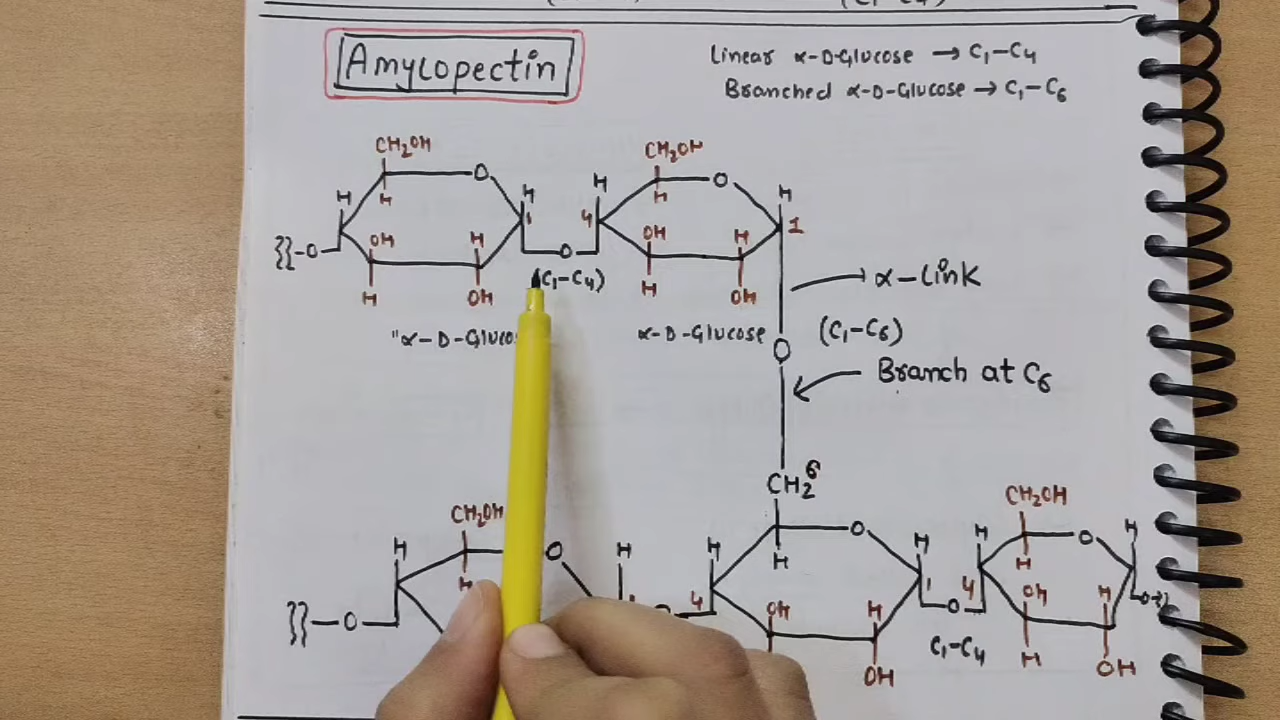 Amylopectin
Linear α-D-Glucose → C1-C4
Branched α-D-Glucose → C1-C6
CH2OH
CH2OH
H
O
H
H
O
H
H
1
4
H
1
OH
H
OH
H
O
O
H
OH
H
OH
(C1-C4)
α-Link
"α-D-Gluco
α-D-Glucose
(C1-C6)
O
Branch at C6
CH2 6
CH2OH
CH2OH
H
O
H
H
O
H
H
O
H
H
H
H
4
1
4
OH
H
OH
H
O
O
C1-C4
OH
H
OH